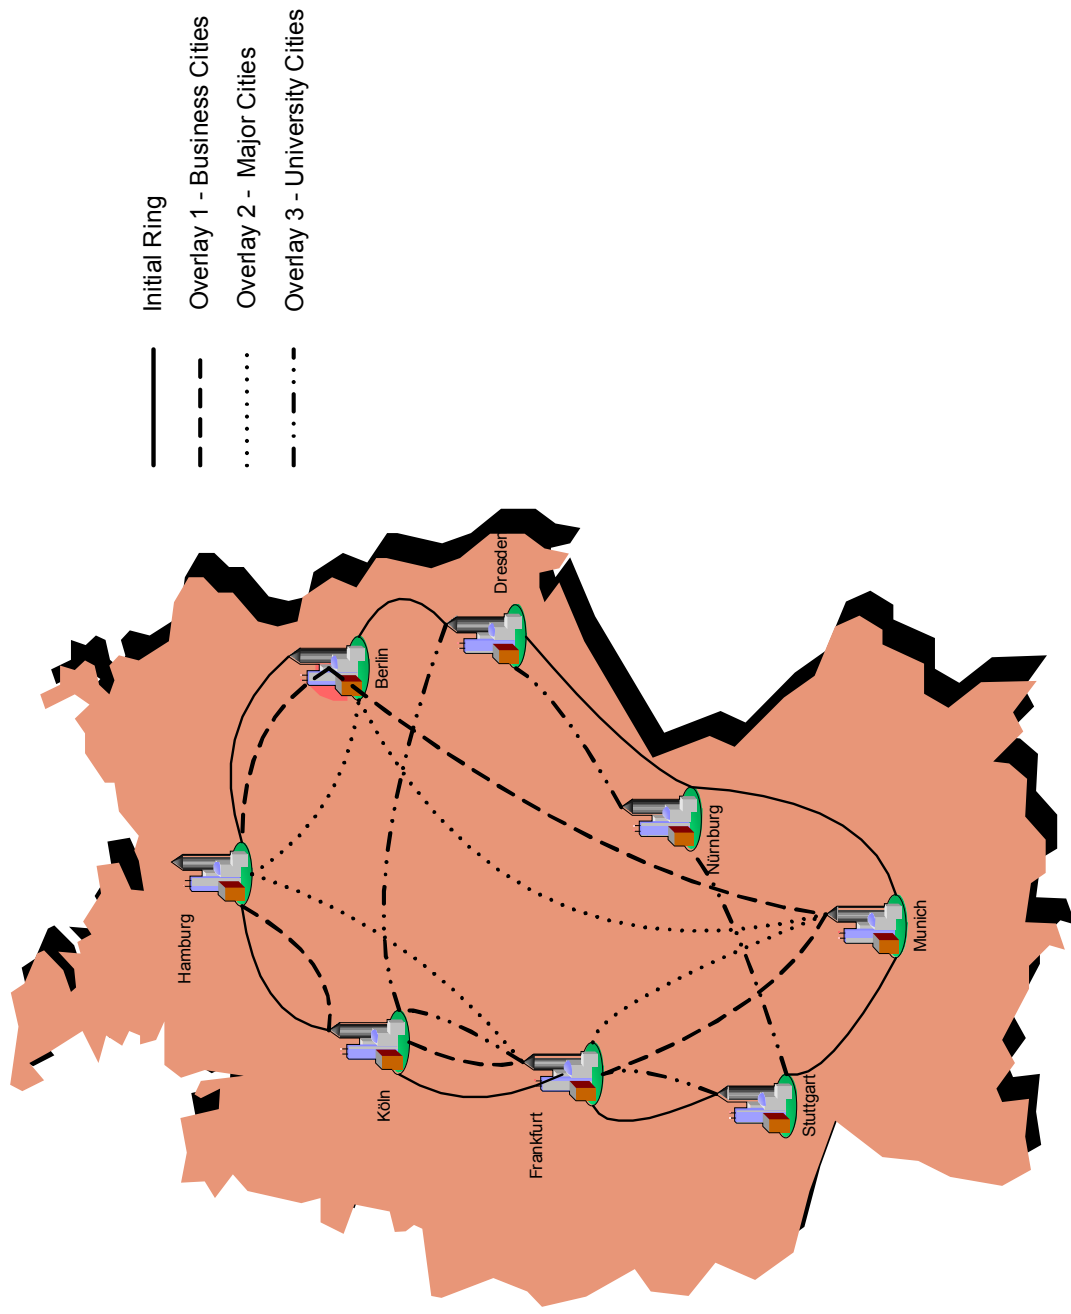 Initial Ring
Overlay 1 - Business Cities
Overlay 2 - Major Cities
Overlay 3 - University Cities
Hamburg
Berlin
Dresden
Köln
Frankfurt
Nürnburg
Stuttgart
Munich